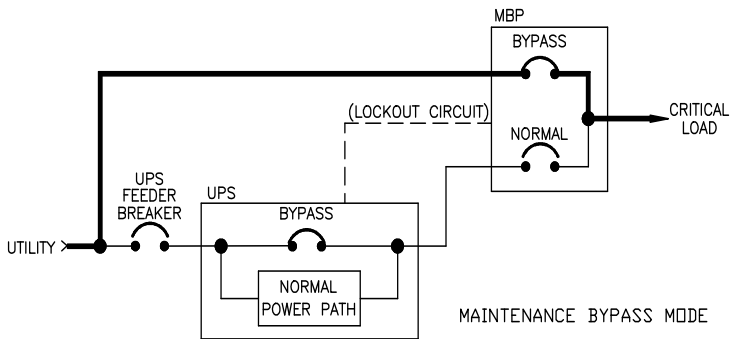 MBP
BYPASS
(LOCKOUT CIRCUIT)
CRITICAL
LOAD
NORMAL
UPS
FEEDER
BREAKER
UPS
BYPASS
UTILITY
NORMAL
POWER PATH
MAINTENANCE BYPASS MODE